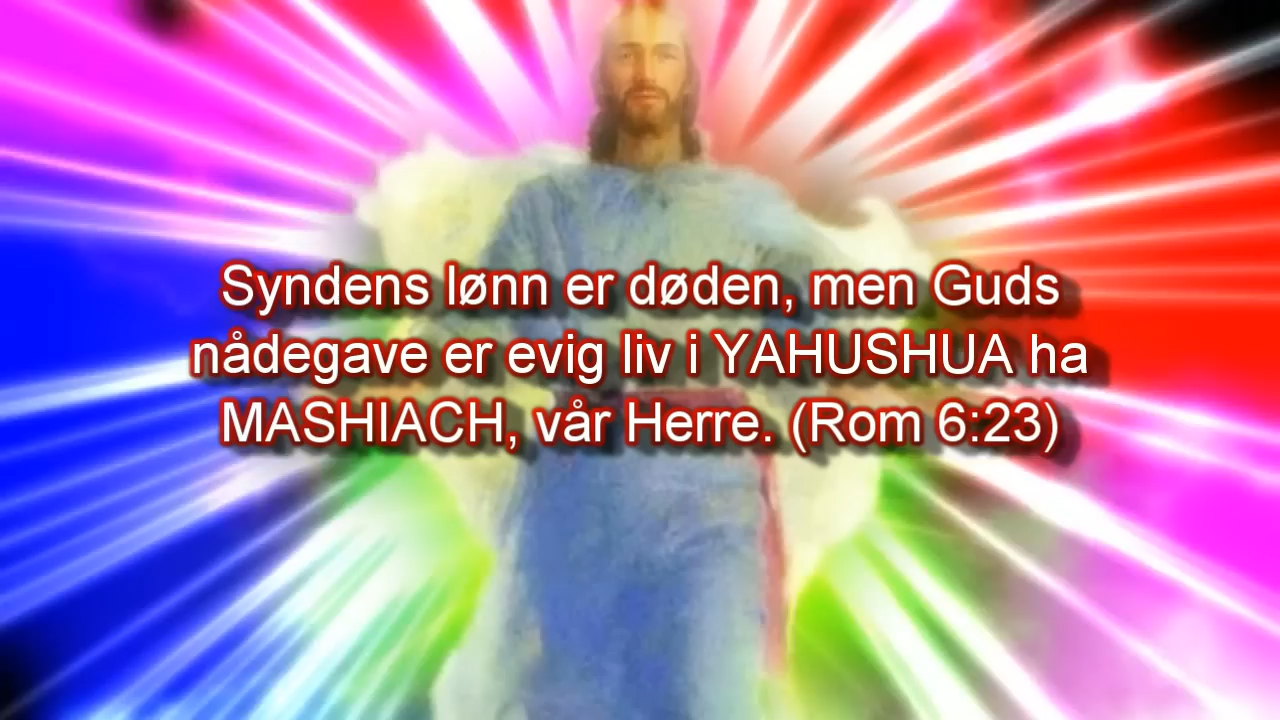 Syndens lønn er døden, men Guds
nådegave er evig liv i YAHUSHUA ha
MASHIACH, vår Herre. (Rom 6:23)